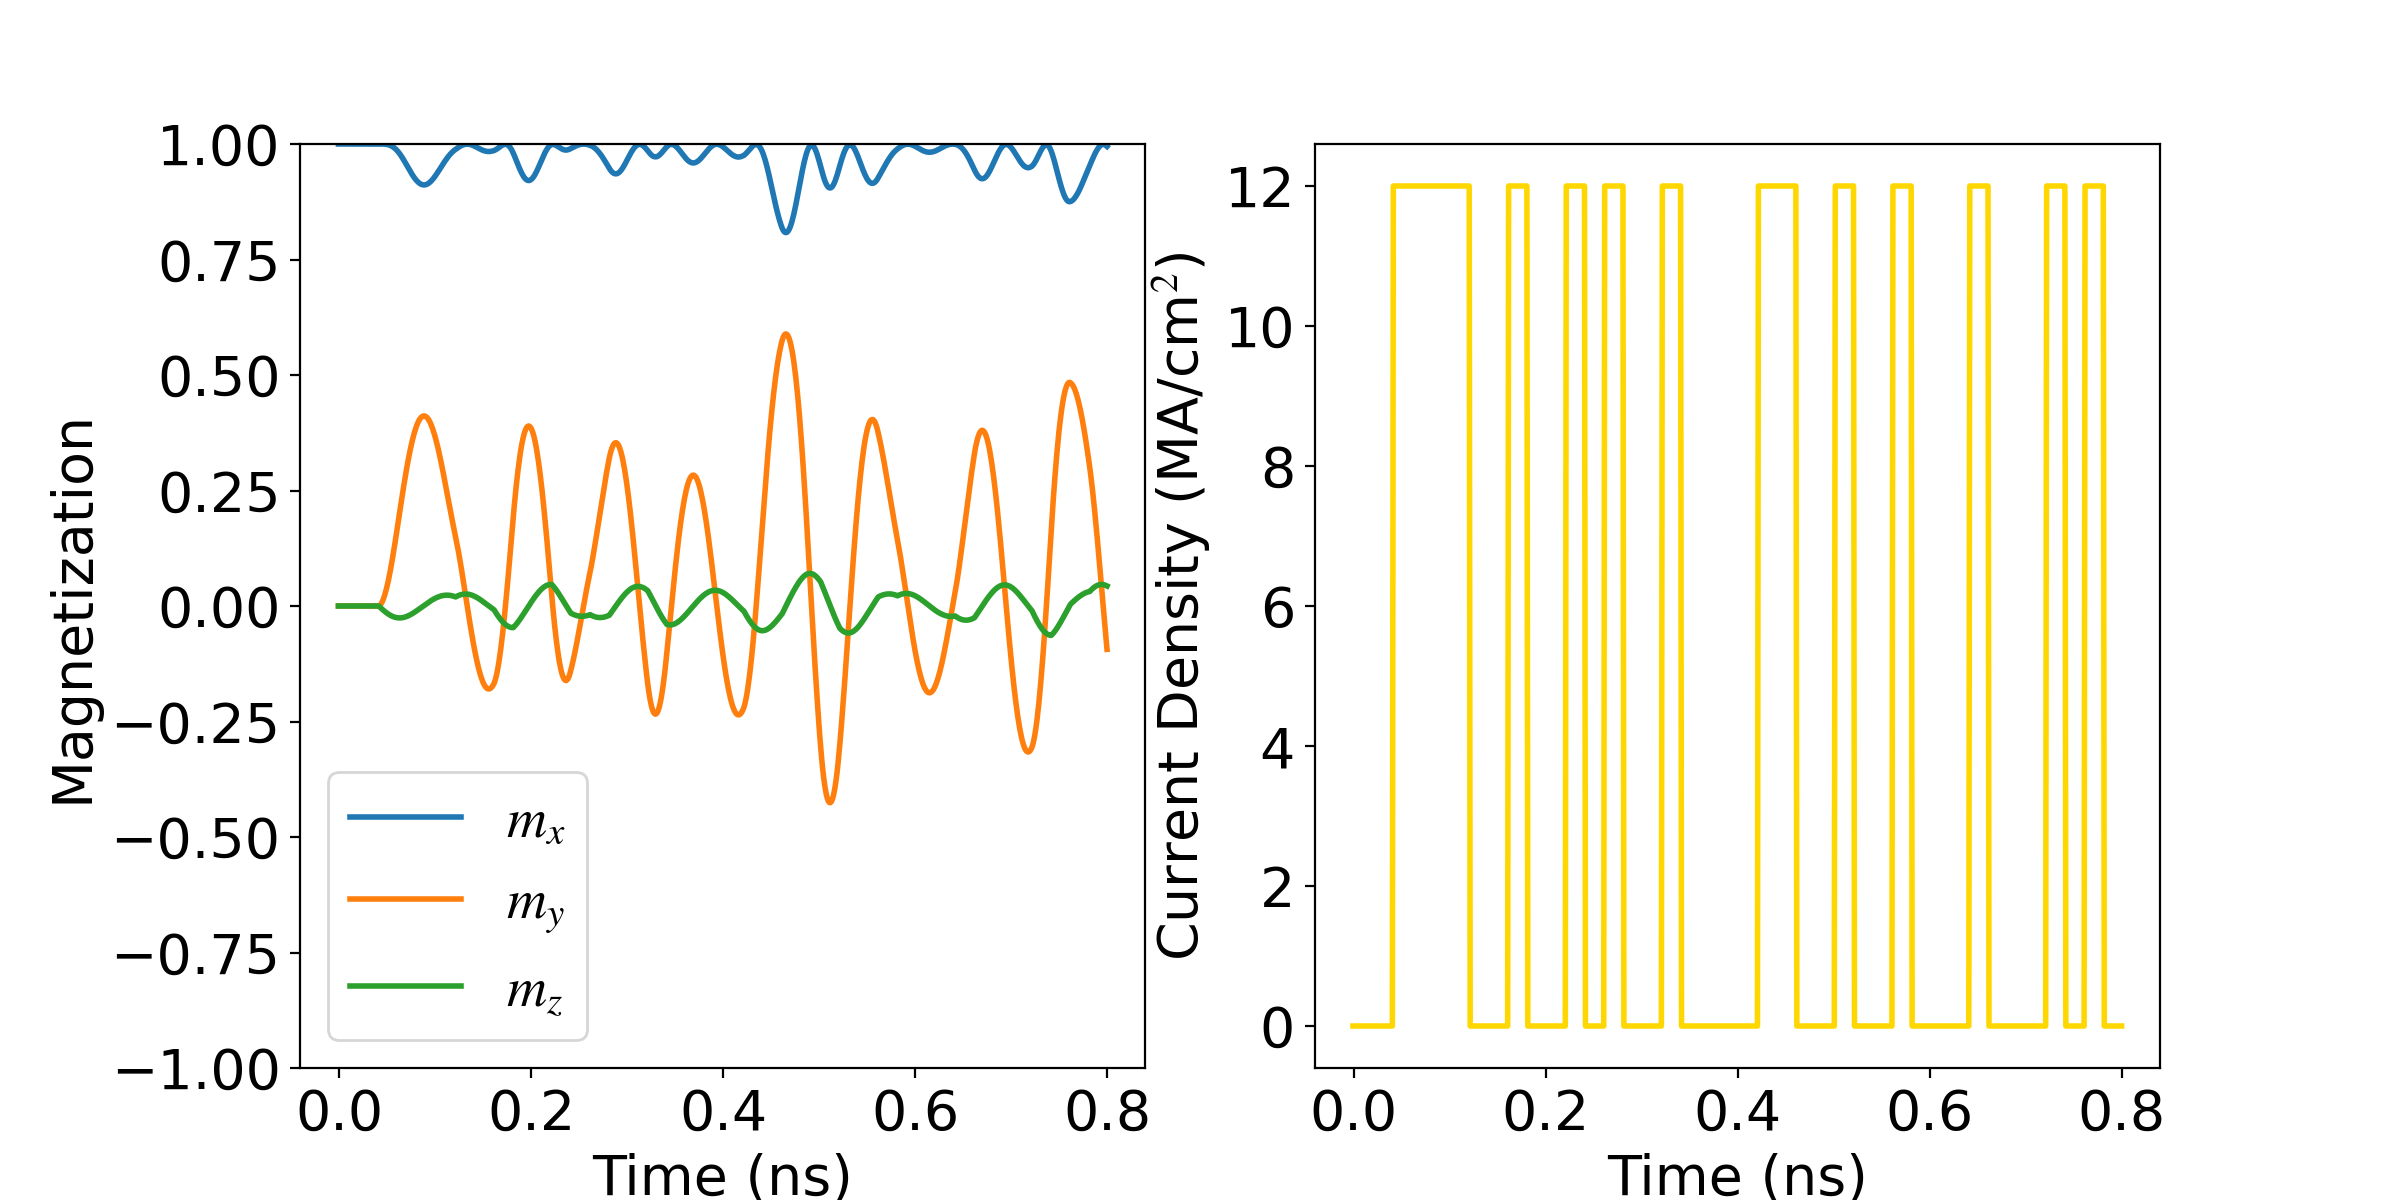 Magnetization
1.00
0.75
0.50
0.25
0.00
−0.25
−0.50
−0.75
−1.00
0.0 0.2 0.4 0.6 0.8
Time (ns)
m_x
m_y
m_z
Current Density (MA/cm²)
12
10
8
6
4
2
0
0.0 0.2 0.4 0.6 0.8
Time (ns)